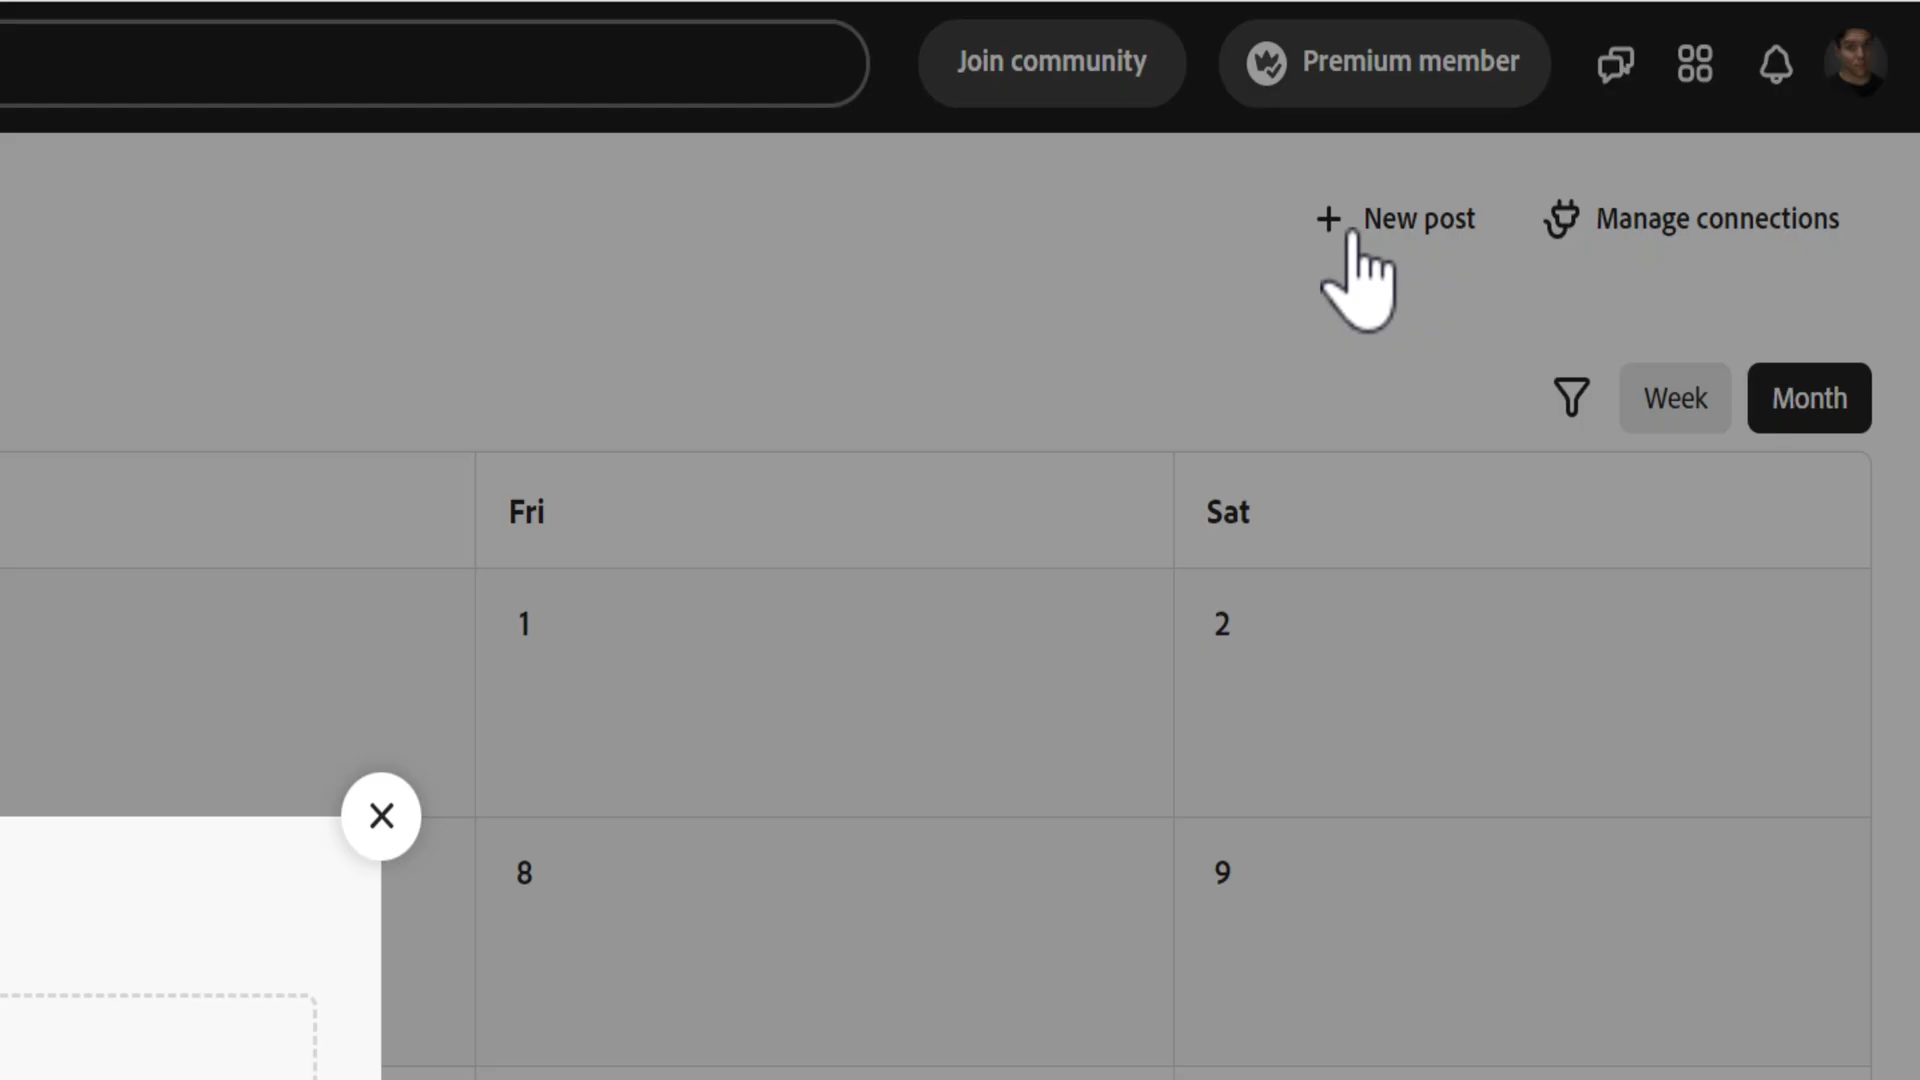 Join community
Premium member
New post
Manage connections
Week
Month
Fri
Sat
1
2
8
9